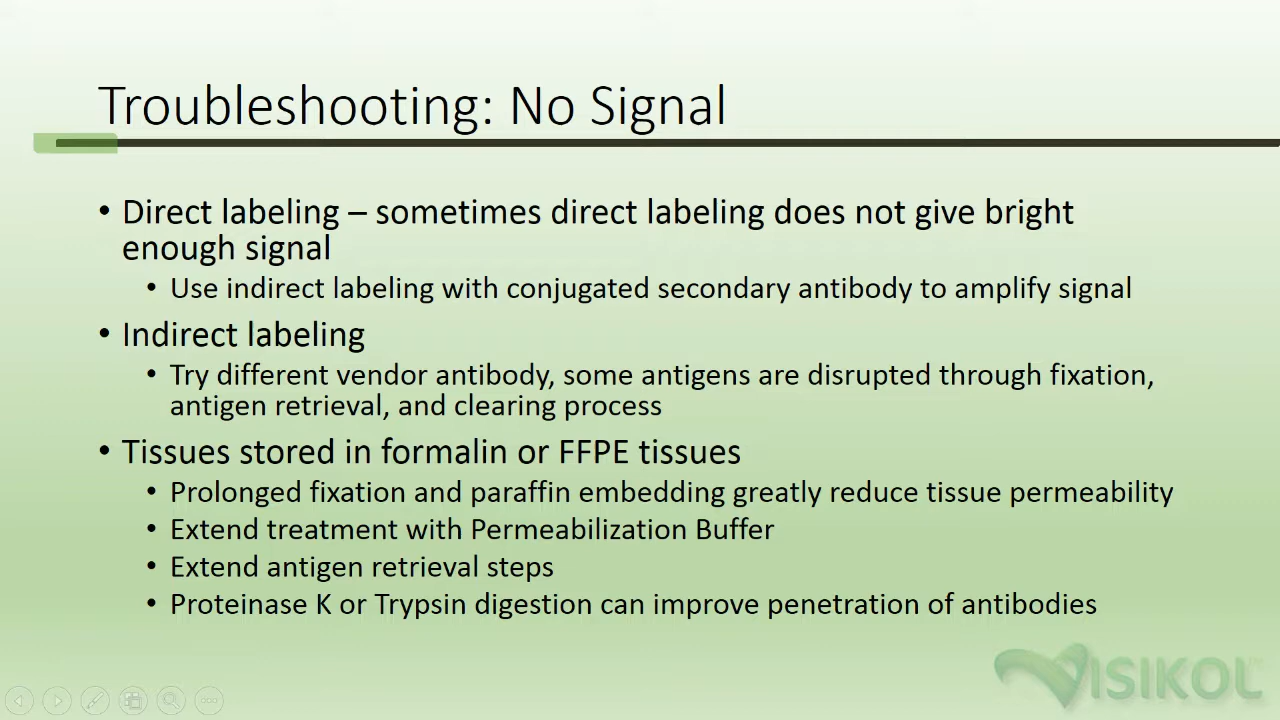 Troubleshooting: No Signal
• Direct labeling – sometimes direct labeling does not give bright
enough signal
• Use indirect labeling with conjugated secondary antibody to amplify signal
• Indirect labeling
• Try different vendor antibody, some antigens are disrupted through fixation,
antigen retrieval, and clearing process
• Tissues stored in formalin or FFPE tissues
• Prolonged fixation and paraffin embedding greatly reduce tissue permeability
• Extend treatment with Permeabilization Buffer
• Extend antigen retrieval steps
• Proteinase K or Trypsin digestion can improve penetration of antibodies
VISIKOL